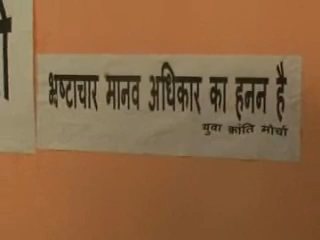 भ्रष्टाचार मानव अधिकार का हनन है
युवा क्रांति मोर्चा